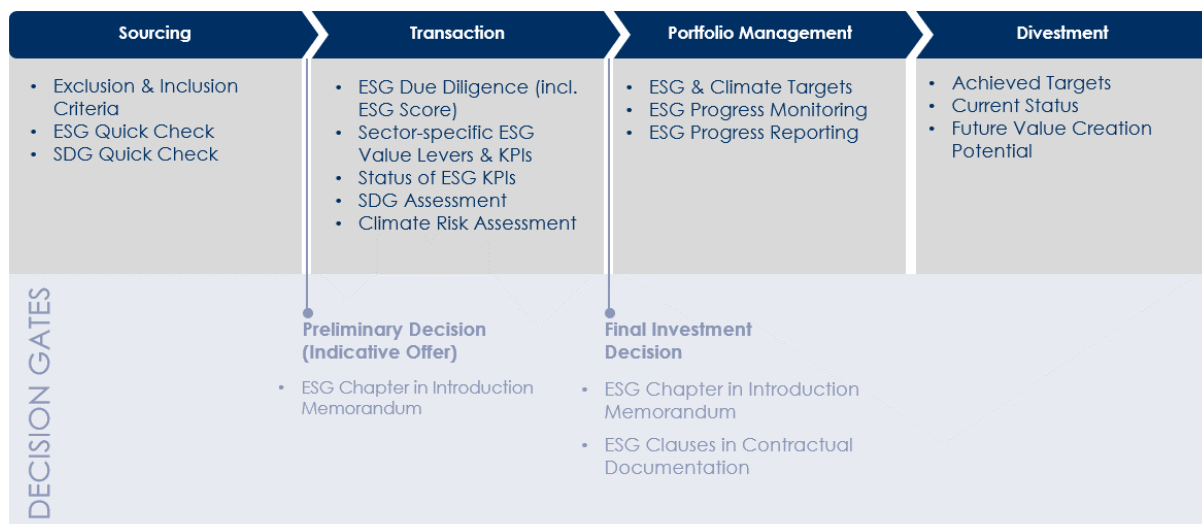 Sourcing
Transaction
Portfolio Management
Divestment
• Exclusion & Inclusion
Criteria
• ESG Quick Check
• SDG Quick Check
• ESG Due Diligence (incl.
ESG Score)
• Sector-specific ESG
Value Levers & KPIs
• Status of ESG KPIs
• SDG Assessment
• Climate Risk Assessment
• ESG & Climate Targets
• ESG Progress Monitoring
• ESG Progress Reporting
• Achieved Targets
• Current Status
• Future Value Creation
Potential
DECISION GATES
Preliminary Decision
(Indicative Offer)
• ESG Chapter in Introduction
Memorandum
Final Investment
Decision
• ESG Chapter in Introduction
Memorandum
• ESG Clauses in Contractual
Documentation